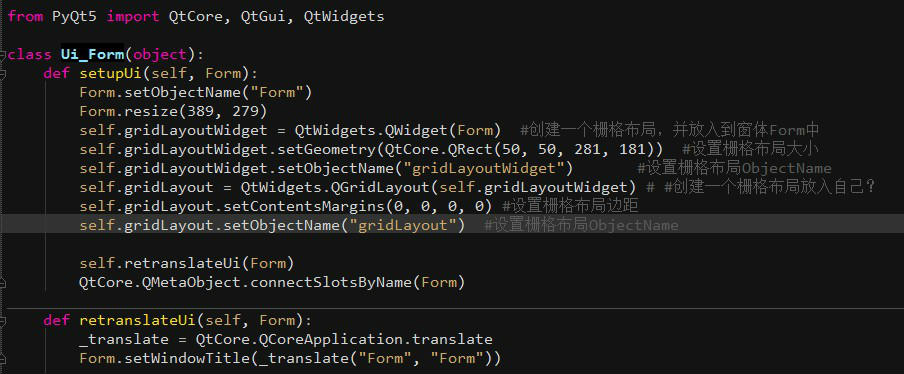 from PyQt5 import QtCore, QtGui, QtWidgets
class Ui_Form(object):
def setupUi(self, Form):
Form.setObjectName("Form")
Form.resize(389, 279)
self.gridLayoutWidget = QtWidgets.QWidget(Form)  #创建一个栅格布局，并放入到窗体Form中
self.gridLayoutWidget.setGeometry(QtCore.QRect(50, 50, 281, 181))  #设置栅格布局大小
self.gridLayoutWidget.setObjectName("gridLayoutWidget")       #设置栅格布局ObjectName
self.gridLayout = QtWidgets.QGridLayout(self.gridLayoutWidget) # #创建一个栅格布局放入自己？
self.gridLayout.setContentsMargins(0, 0, 0, 0) #设置栅格布局边距
self.gridLayout.setObjectName("gridLayout")  #设置栅格布局ObjectName
self.retranslateUi(Form)
QtCore.QMetaObject.connectSlotsByName(Form)
def retranslateUi(self, Form):
_translate = QtCore.QCoreApplication.translate
Form.setWindowTitle(_translate("Form", "Form"))